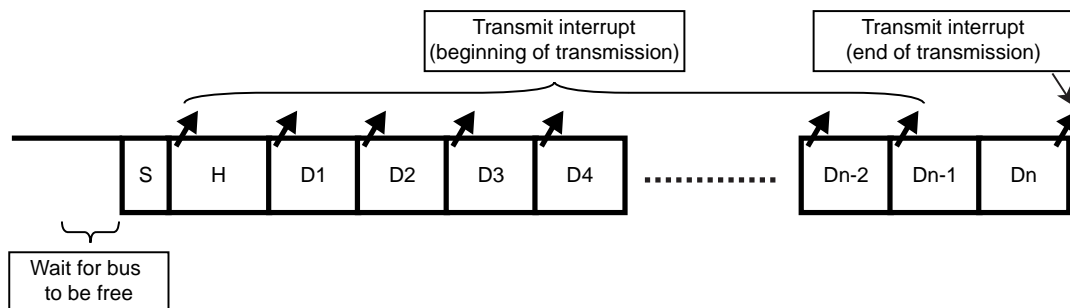 Transmit interrupt
(beginning of transmission)
Transmit interrupt
(end of transmission)
S H D1 D2 D3 D4 Dn-2 Dn-1 Dn
Wait for bus
to be free